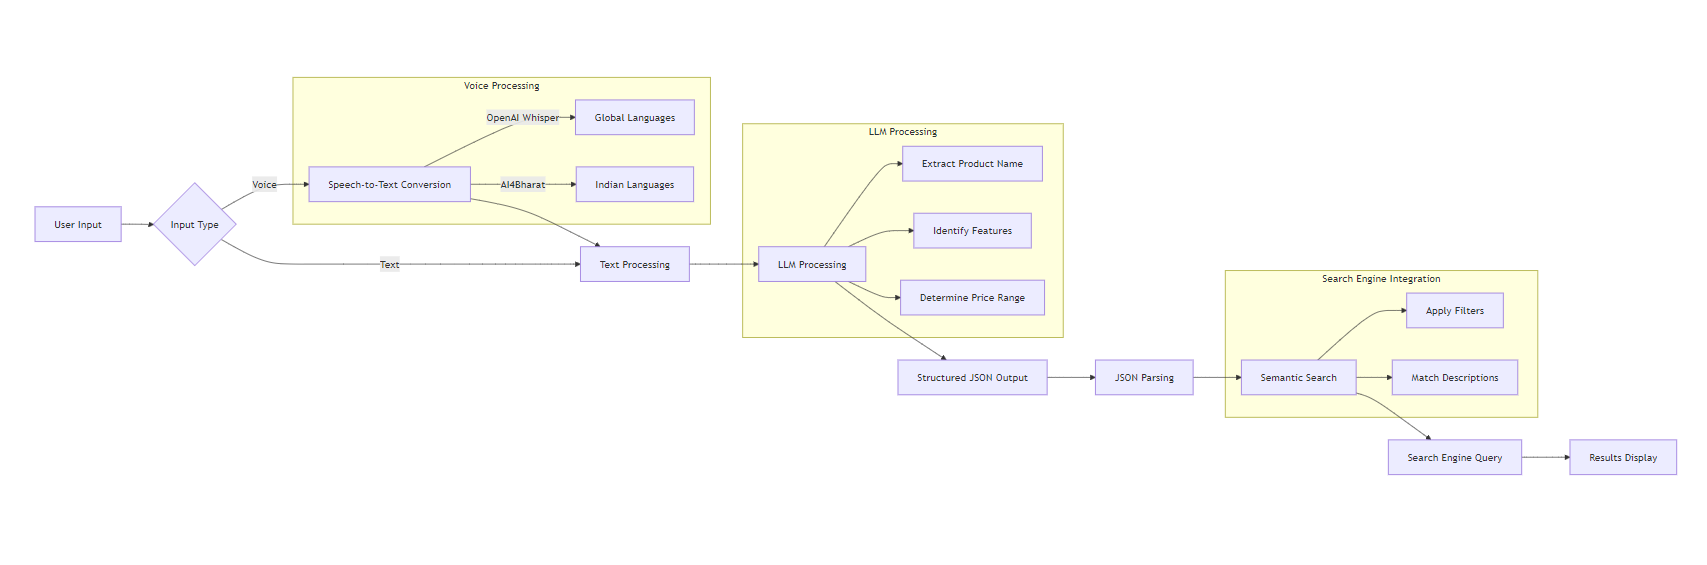 User Input
Input Type
Voice
Text
Voice Processing
Speech-to-Text Conversion
OpenAI Whisper
Global Languages
AI4Bharat
Indian Languages
Text Processing
LLM Processing
LLM Processing
Extract Product Name
Identify Features
Determine Price Range
Structured JSON Output
JSON Parsing
Search Engine Integration
Semantic Search
Apply Filters
Match Descriptions
Search Engine Query
Results Display